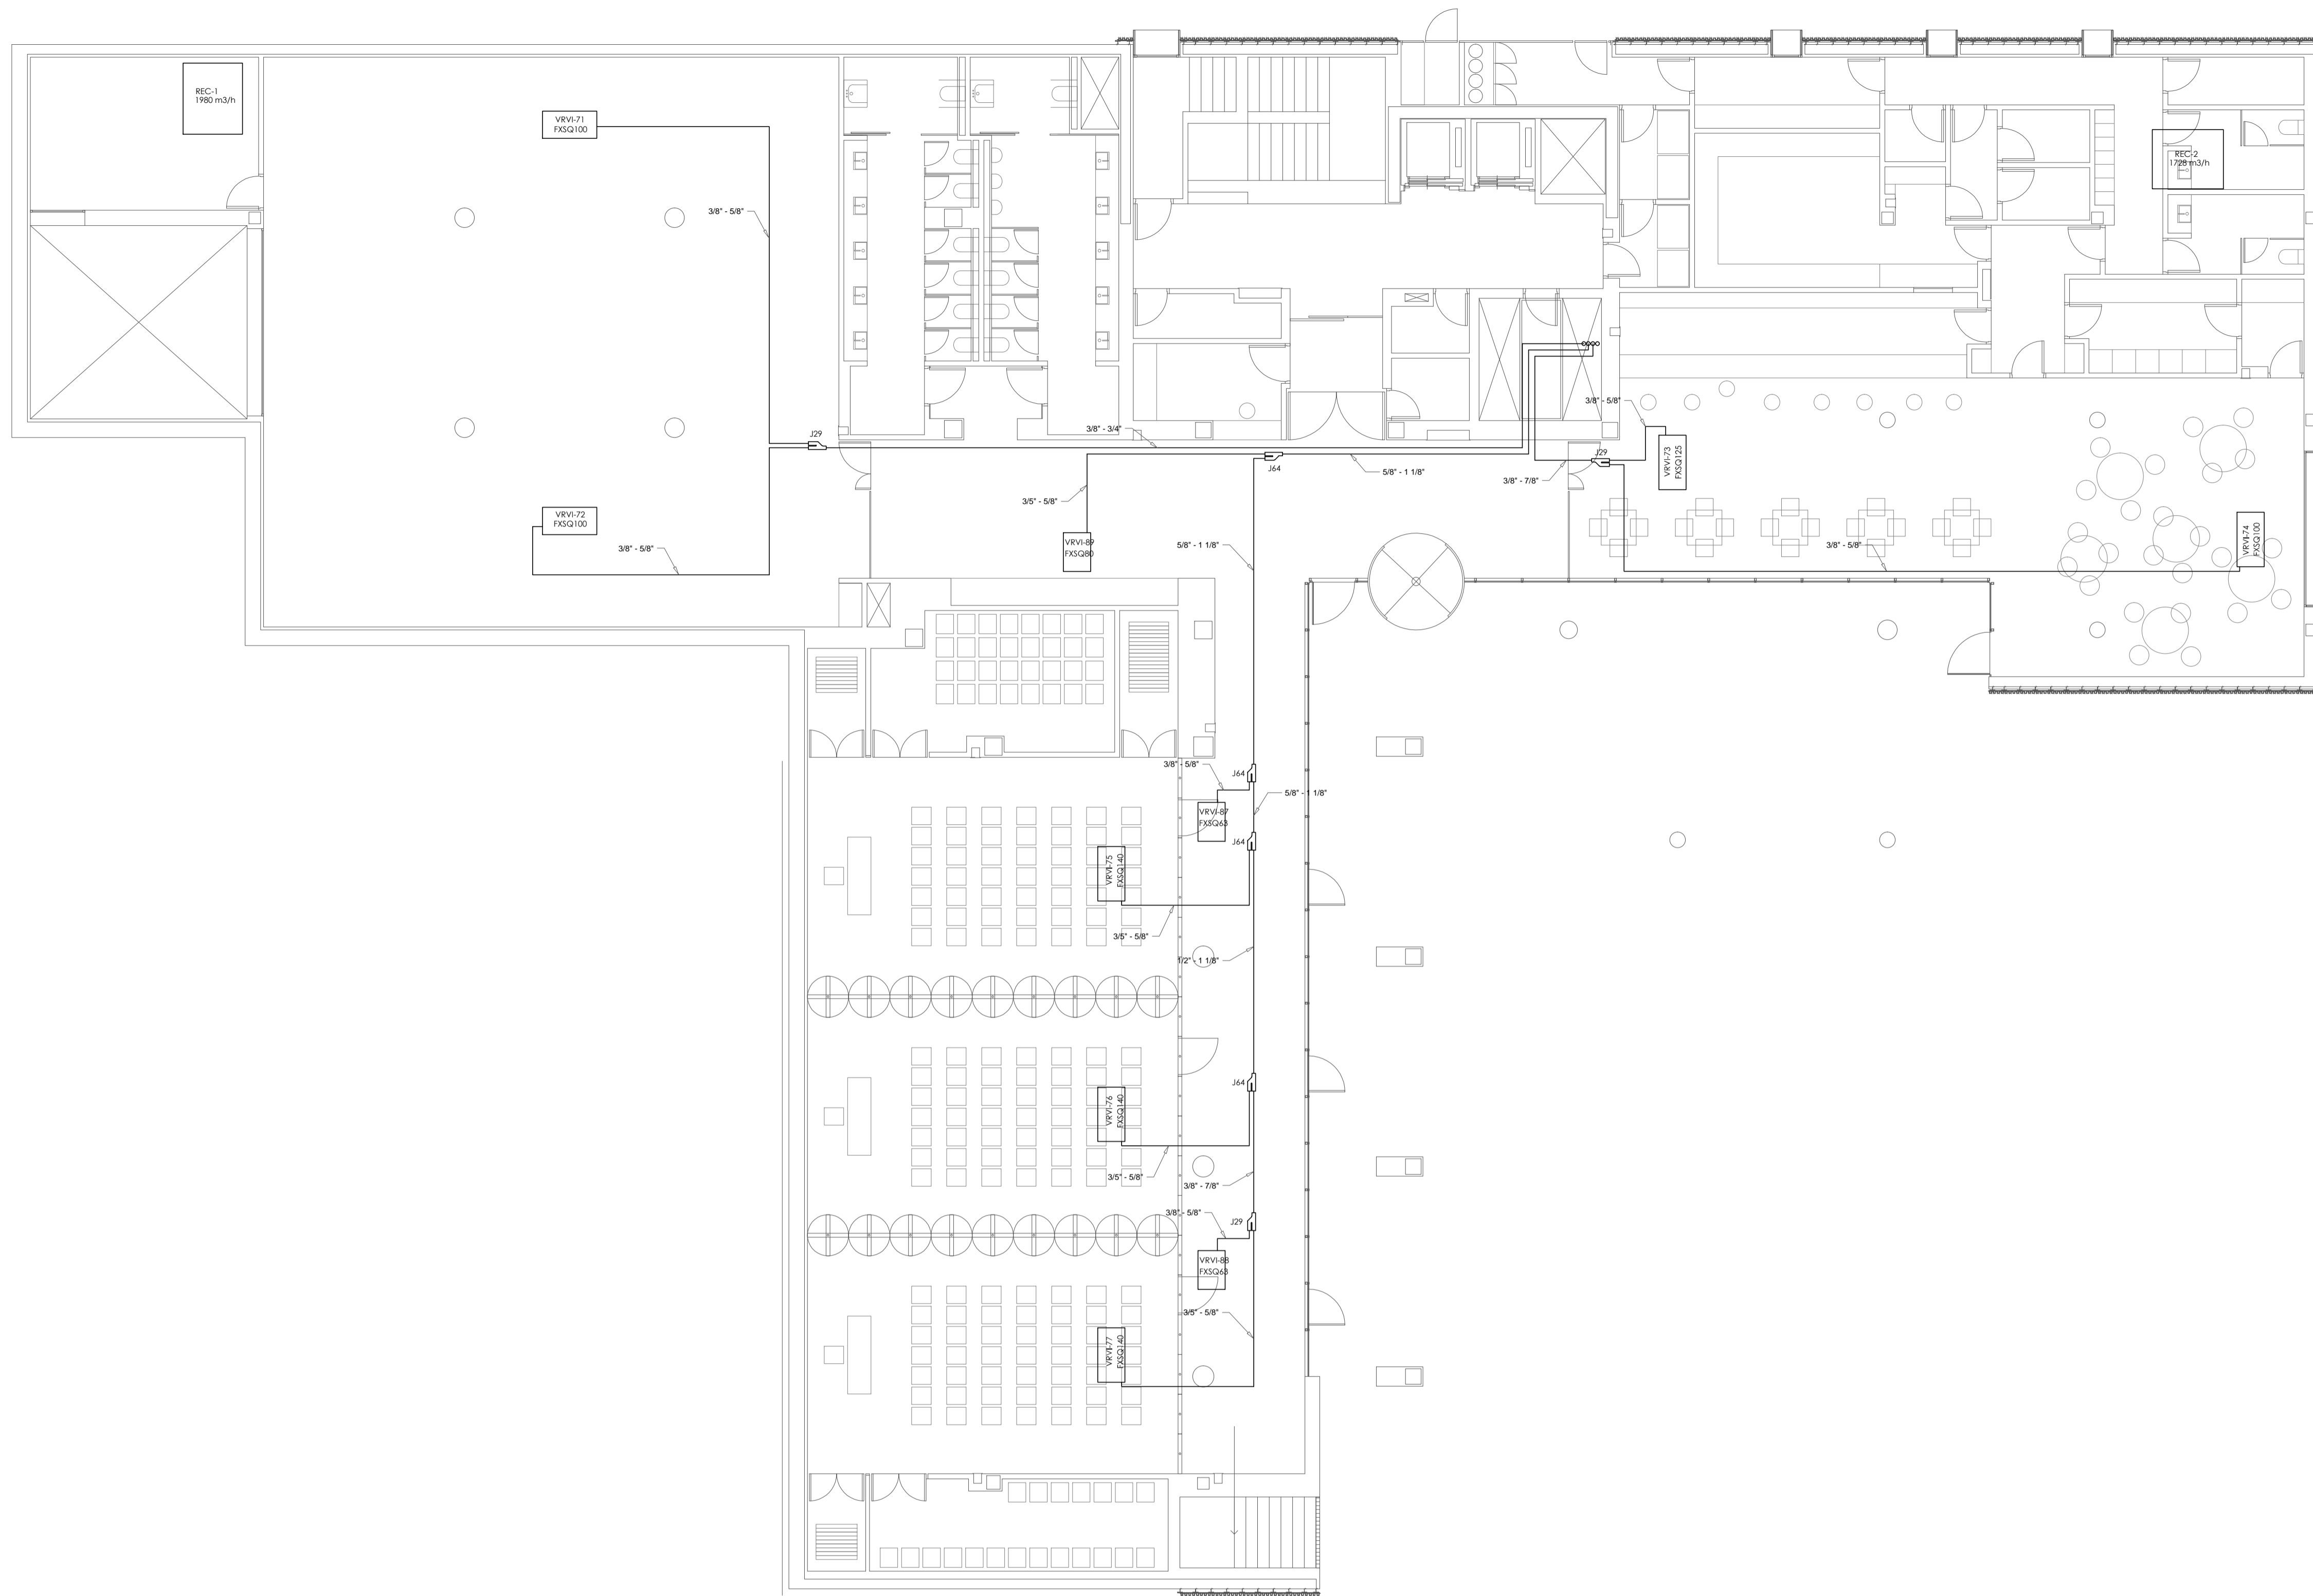 REC-1
1980 m3/h
VRVI-71
FXSQ100
REC-2
1728 m3/h
3/8" - 5/8"
3/8" - 5/8"
J29
3/8" - 3/4"
J64
5/8" - 1 1/8"
3/8" - 7/8"
J29
VRVI-73
FXSQ125
3/5" - 5/8"
VRVI-72
FXSQ100
3/8" - 5/8"
VRVI-89
FXSQ80
5/8" - 1 1/8"
3/8" - 5/8"
VRVI-74
FXSQ100
3/8" - 5/8"
J64
5/8" - 1 1/8"
VRVI-87
FXSQ63
J64
VRVI-75
FXSQ140
3/5" - 5/8"
1/2" - 1 1/8"
J64
VRVI-76
FXSQ140
3/5" - 5/8"
3/8" - 7/8"
3/8" - 5/8"
J29
VRVI-88
FXSQ63
3/5" - 5/8"
VRVI-77
FXSQ140